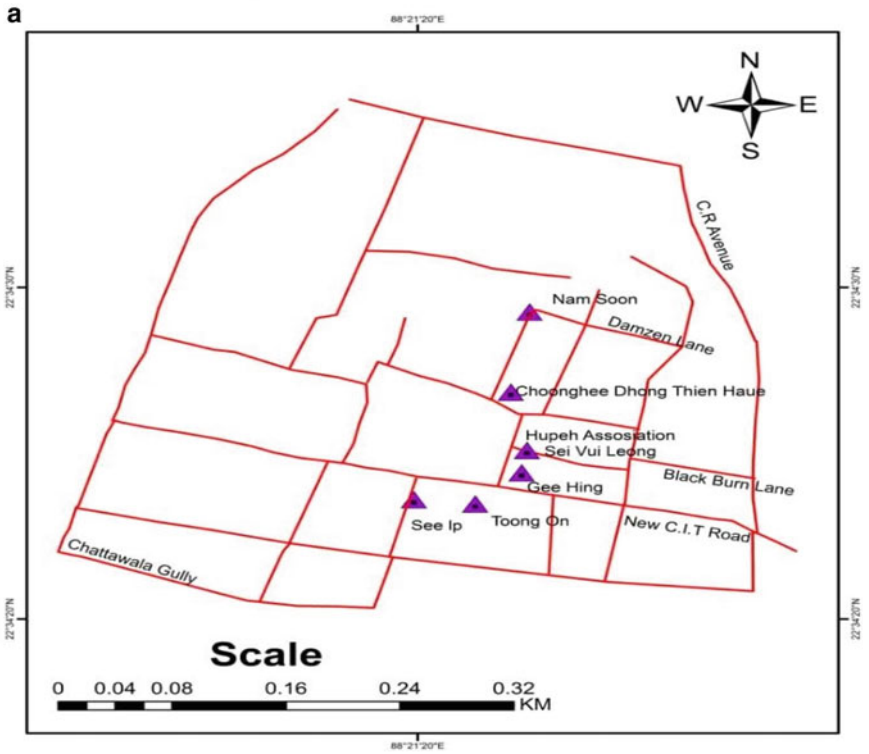 a
88°21'20"E
N
W E
S
C.R Avenue
22°34'30"N
22°34'30"N
Nam Soon
Damzen Lane
Choonghee Dhong Thien Haue
Hupeh Assosiation
Sei Vui Leong
Black Burn Lane
Gee Hing
See Ip
Toong On
New C.I.T Road
Chattawala Gully
22°34'20"N
22°34'20"N
Scale
0 0.04 0.08 0.16 0.24 0.32
KM
88°21'20"E